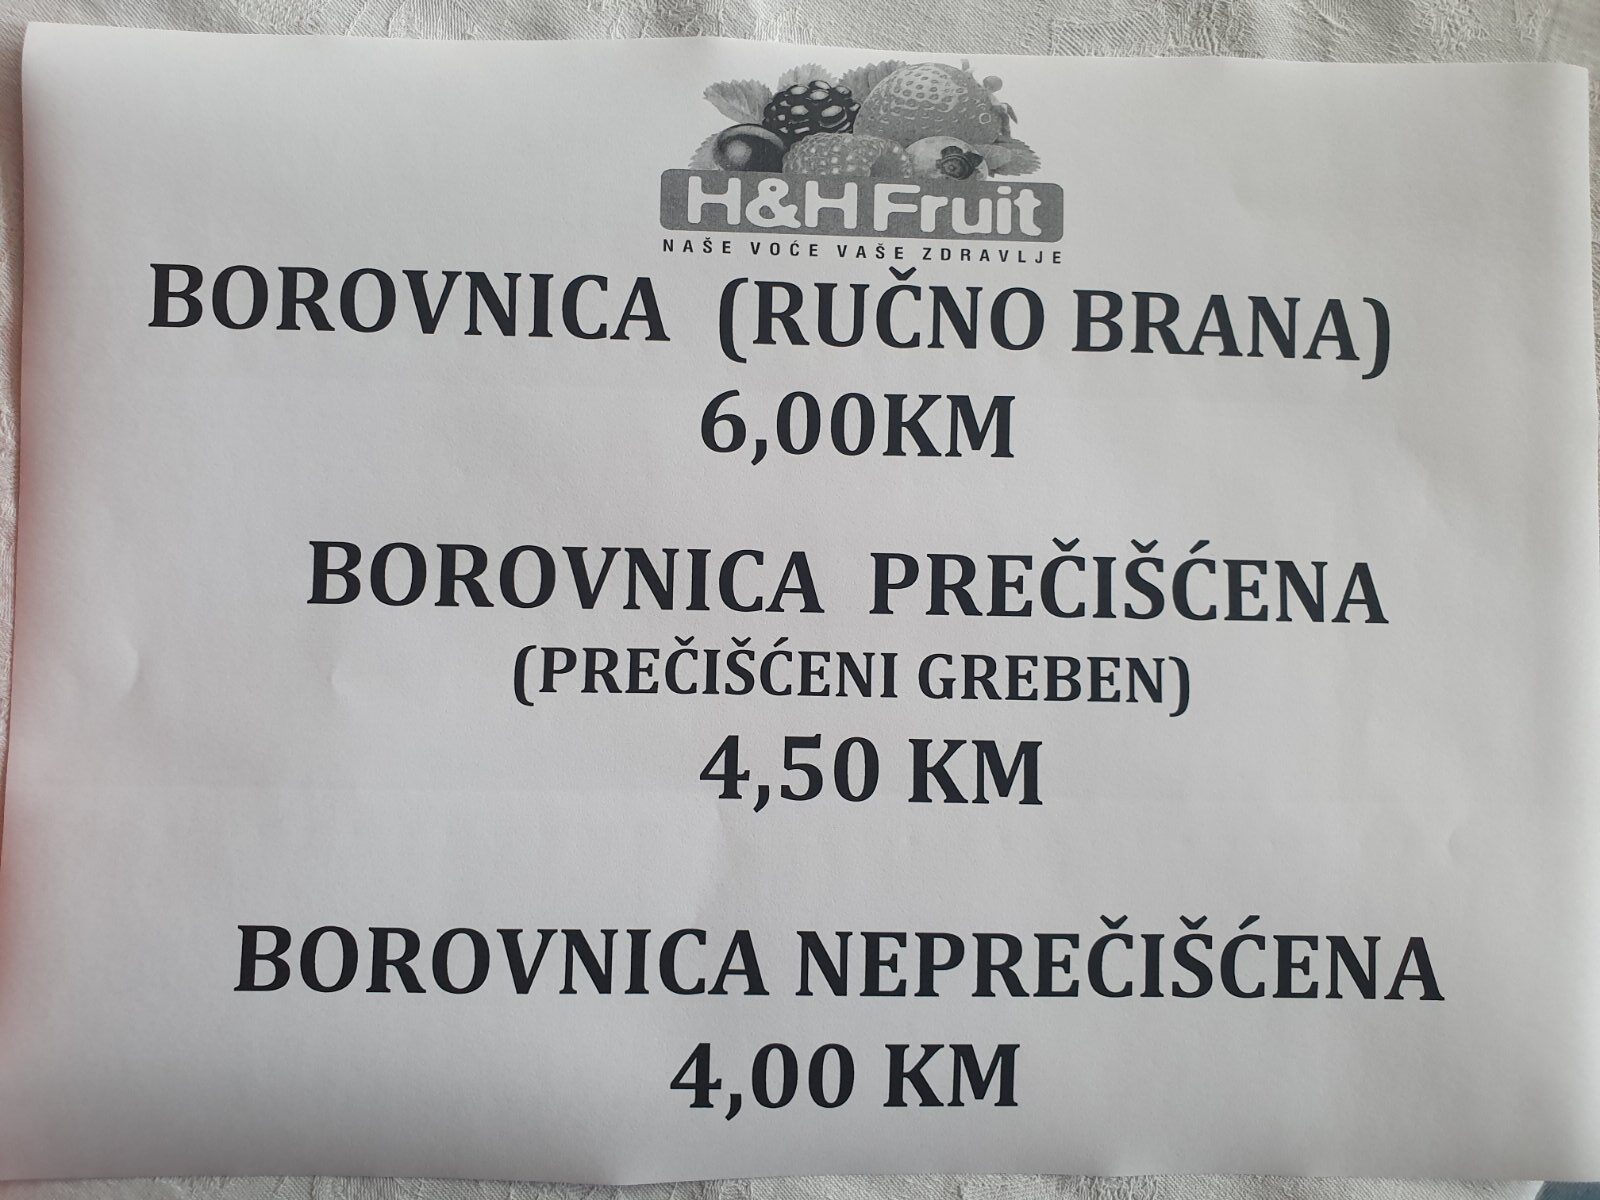 H&H Fruit
NAŠE VOĆE VAŠE ZDRAVLJE
BOROVNICA (RUČNO BRANA)
6,00KM
BOROVNICA PREČIŠĆENA
(PREČIŠĆENI GREBEN)
4,50 KM
BOROVNICA NEPREČIŠĆENA
4,00 KM